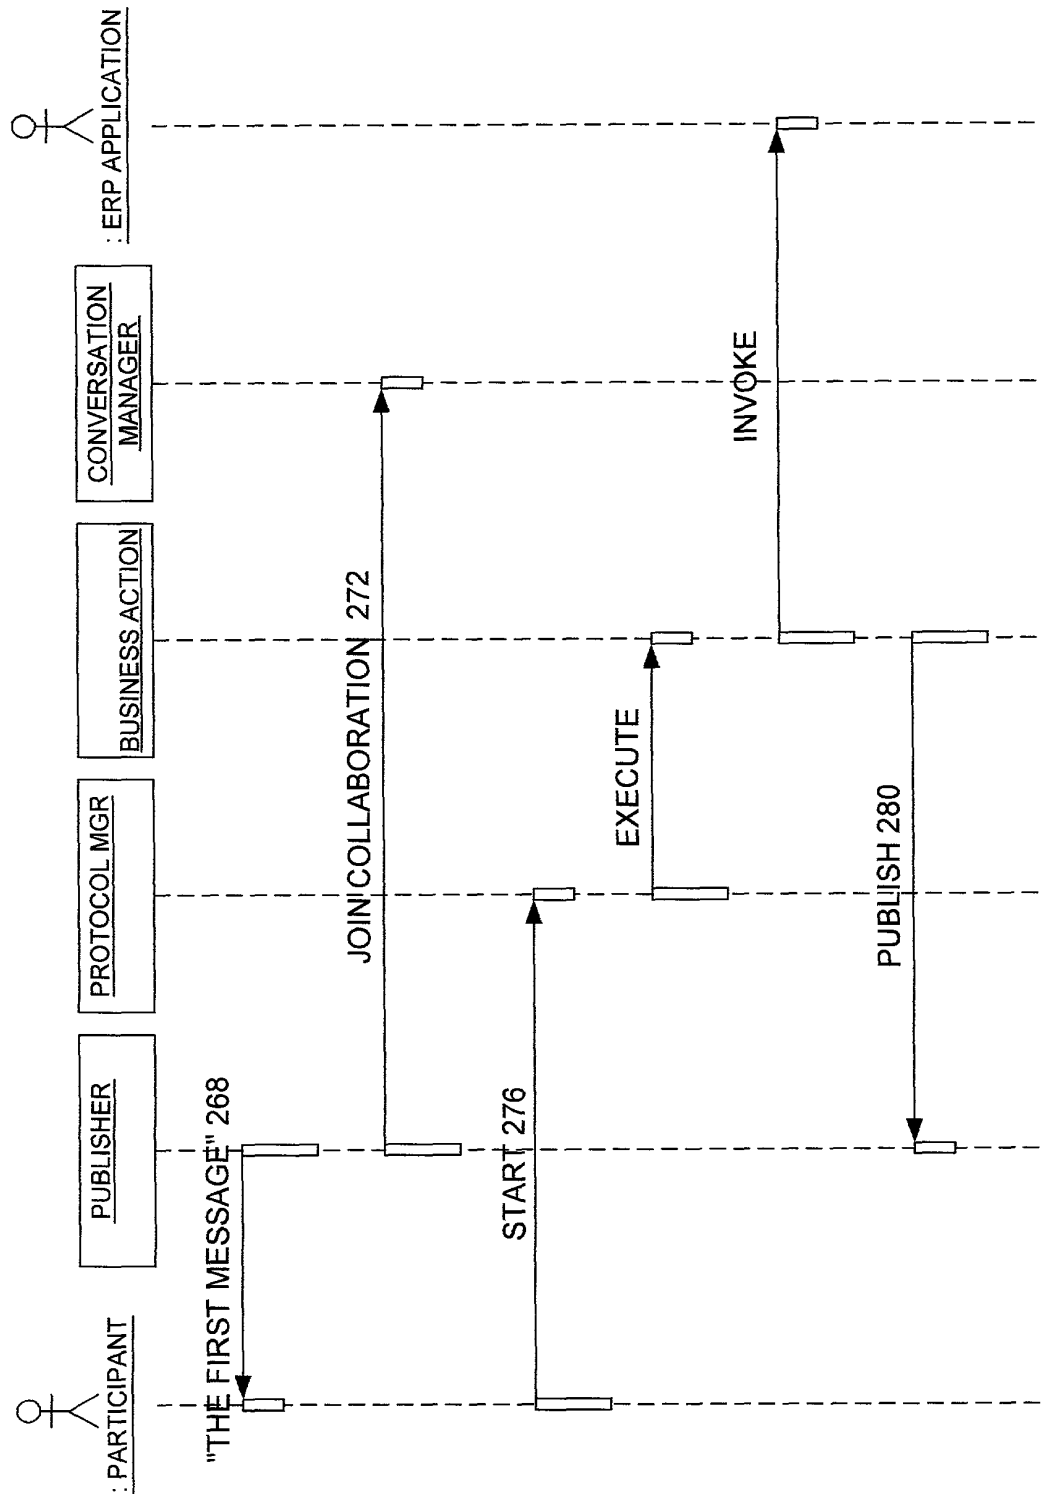 : PARTICIPANT
PUBLISHER
PROTOCOL MGR
BUSINESS ACTION
CONVERSATION
MANAGER
: ERP APPLICATION
"THE FIRST MESSAGE" 268
JOIN COLLABORATION 272
START 276
EXECUTE
INVOKE
PUBLISH 280